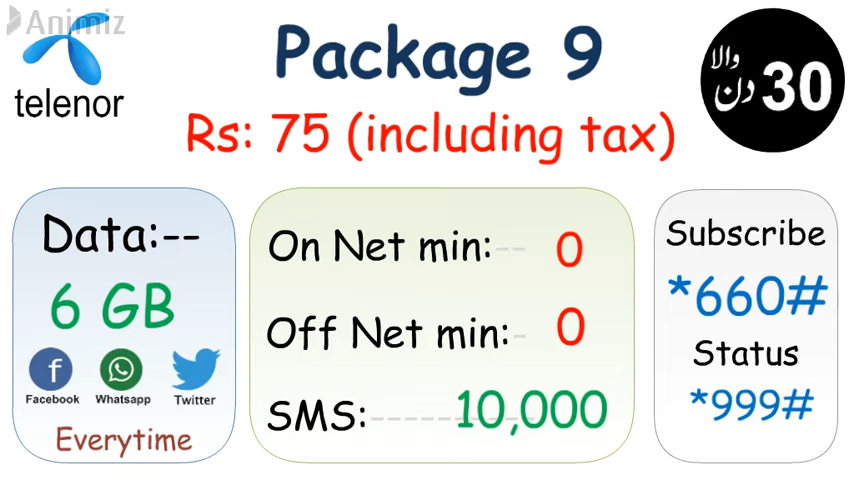 Animiz
telenor
Package 9
Rs: 75 (including tax)
والا
30 دن
Data:--
6 GB
Facebook Whatsapp Twitter
Everytime
On Net min:-- 0
Off Net min:- 0
SMS:---------- 10,000
Subscribe
*660#
Status
*999#